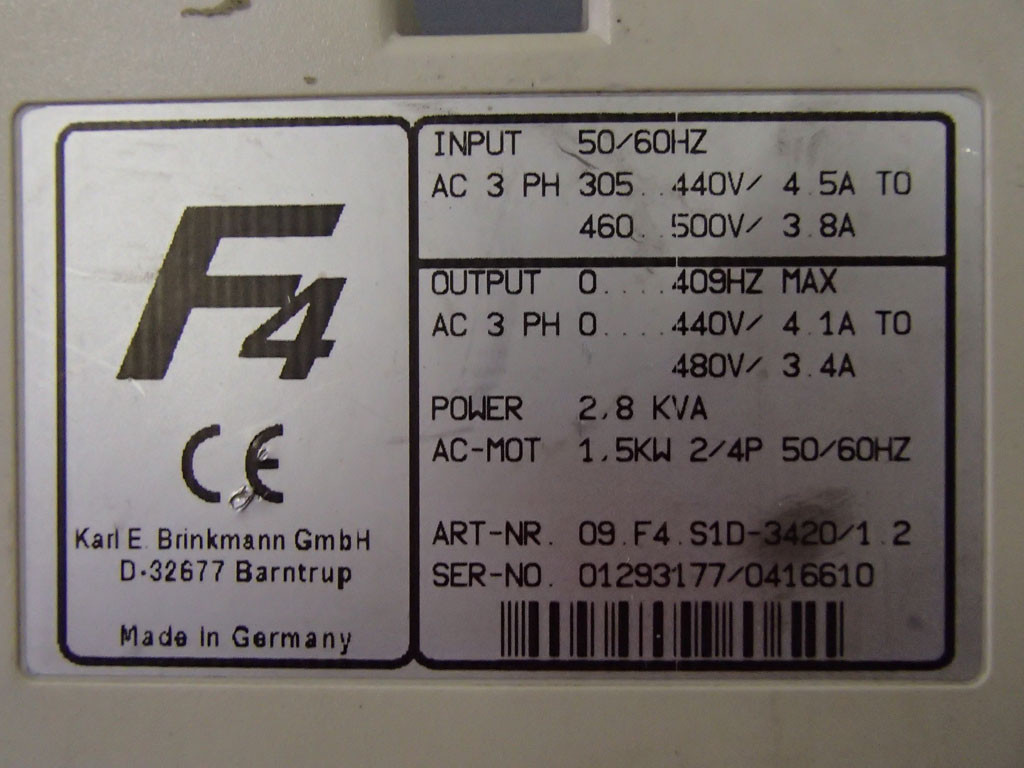 F4
CE
Karl E. Brinkmann GmbH
D-32677 Barntrup
Made in Germany
INPUT 50/60HZ
AC 3 PH 305...440V/ 4.5A TO
460...500V/ 3.8A
OUTPUT 0.....409HZ MAX
AC 3 PH 0.....440V/ 4.1A TO
480V/ 3.4A
POWER 2.8 KVA
AC-MOT 1.5KW 2/4P 50/60HZ
ART-NR. 09.F4.S1D-3420/1.2
SER-NO. 01293177/0416610